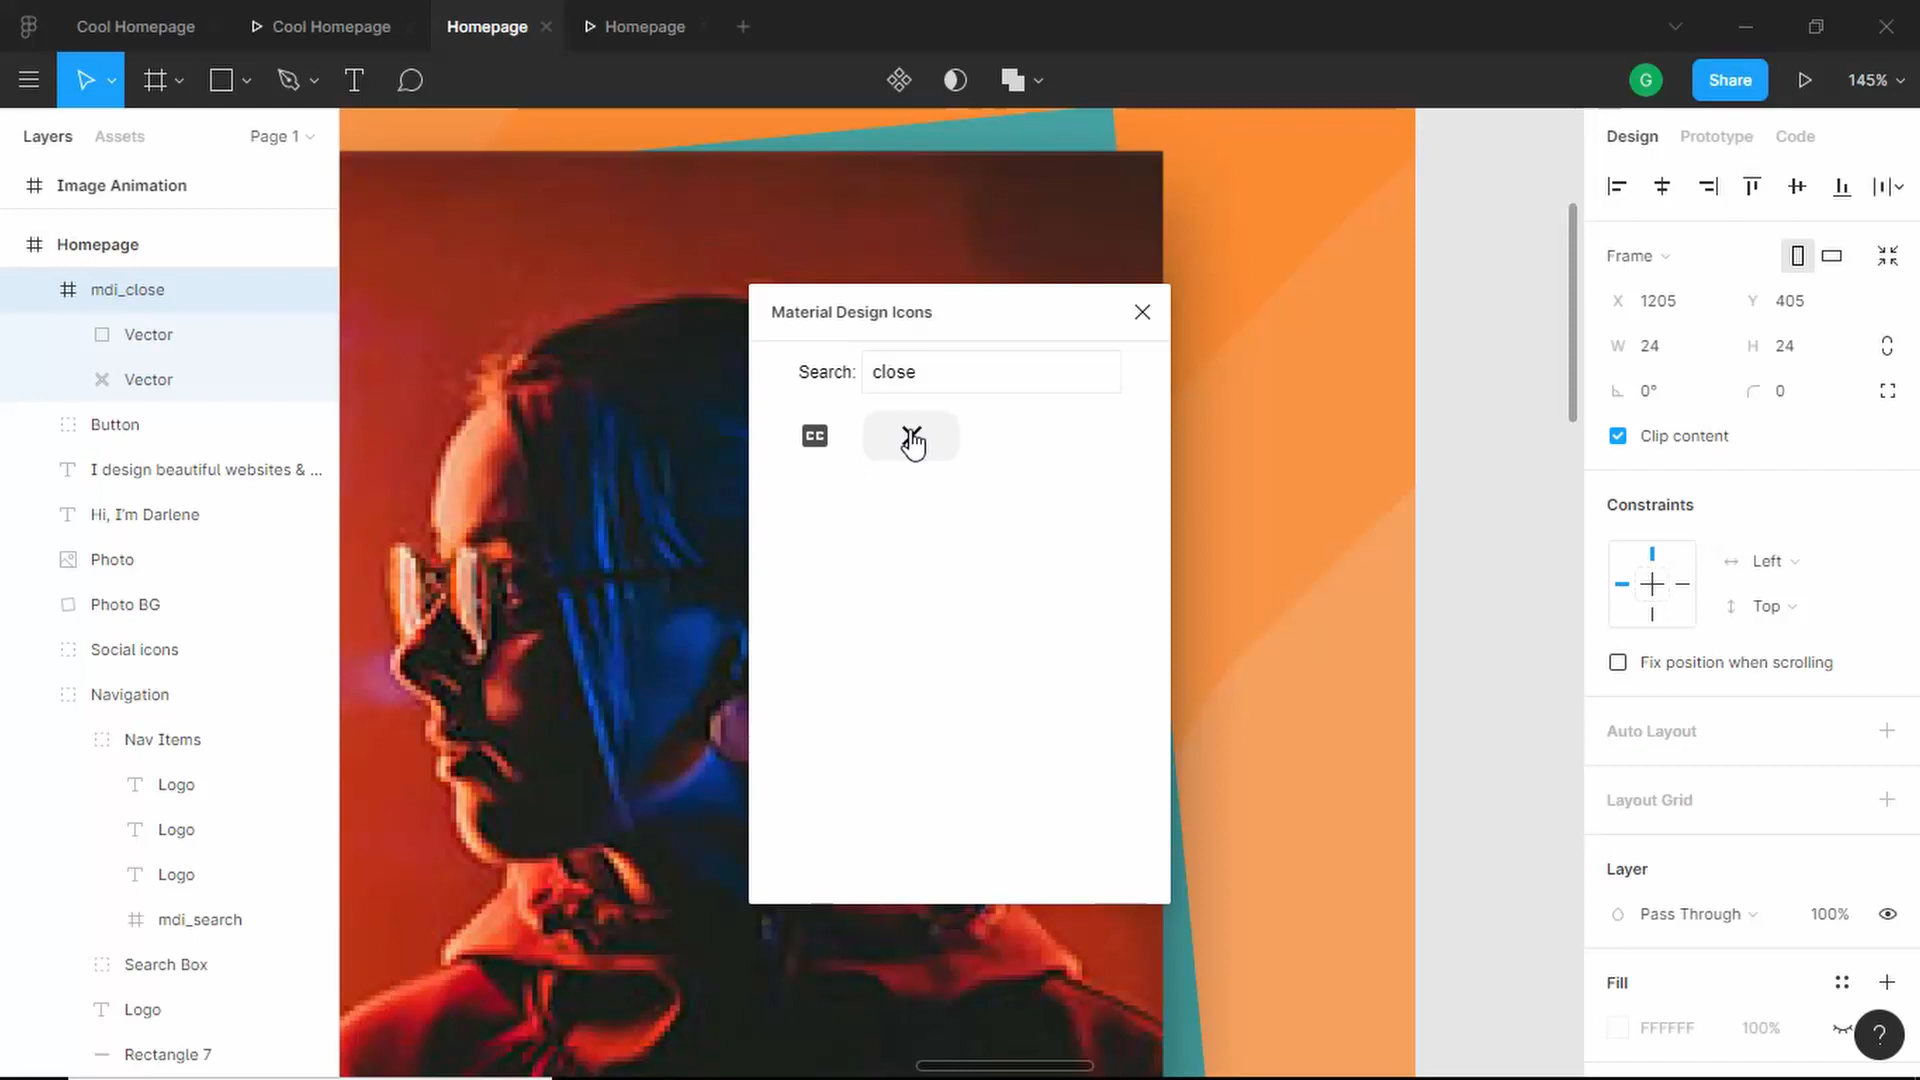 Cool Homepage
Cool Homepage
Homepage
Homepage
G
Share
145%
Layers
Assets
Page 1
Image Animation
Homepage
mdi_close
Vector
Vector
Button
I design beautiful websites & ...
Hi, I'm Darlene
Photo
Photo BG
Social icons
Navigation
Nav Items
Logo
Logo
Logo
mdi_search
Search Box
Logo
Rectangle 7
Material Design Icons
Search: close
CC
Design
Prototype
Code
Frame
X 1205
Y 405
W 24
H 24
0°
0
Clip content
Constraints
Left
Top
Fix position when scrolling
Auto Layout
Layout Grid
Layer
Pass Through
100%
Fill
FFFFFF
100%
?